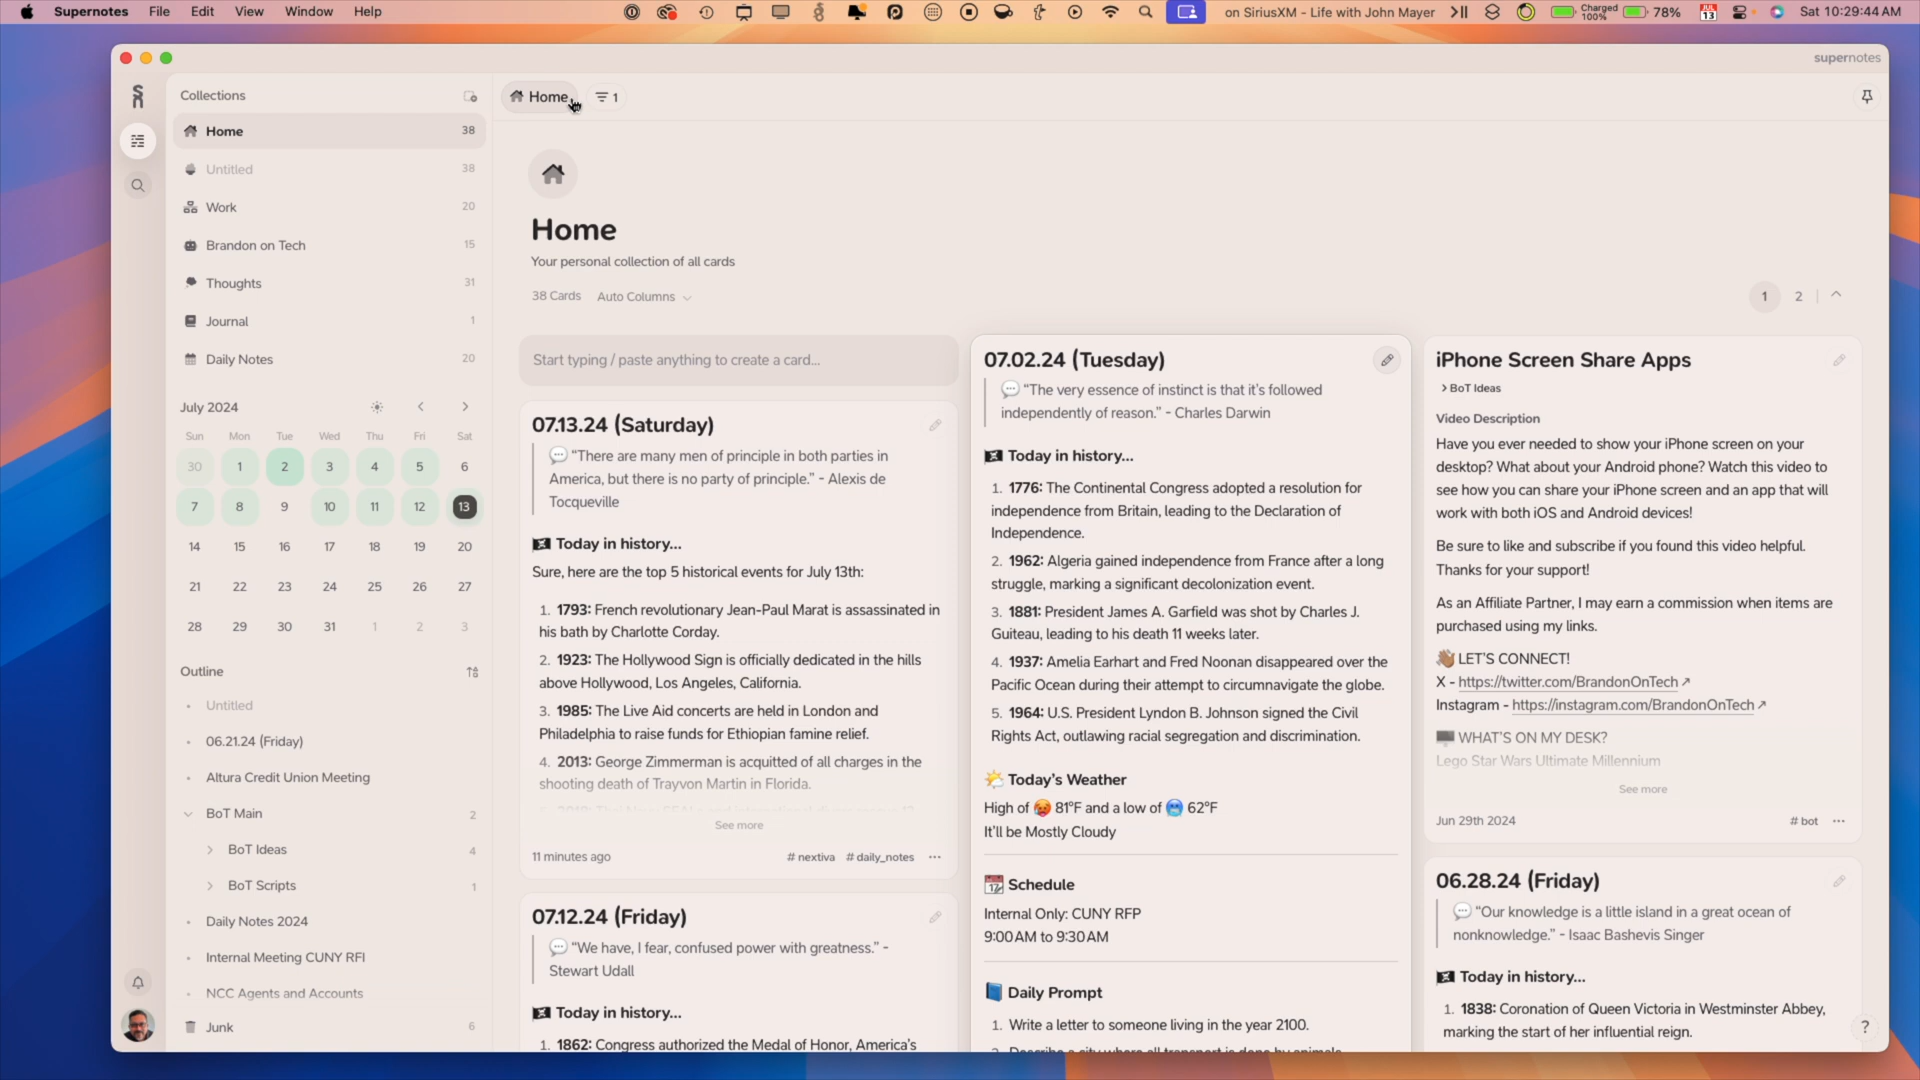 Supernotes File Edit View Window Help
on SiriusXM - Life with John Mayer
Charged
100%
78%
JUL
13
Sat 10:29:44 AM
supernotes
Collections
Home 38
Untitled 38
Work 20
Brandon on Tech 15
Thoughts 31
Journal 1
Daily Notes 20
July 2024
Sun Mon Tue Wed Thu Fri Sat
30 1 2 3 4 5 6
7 8 9 10 11 12 13
14 15 16 17 18 19 20
21 22 23 24 25 26 27
28 29 30 31 1 2 3
Outline
Untitled
06.21.24 (Friday)
Altura Credit Union Meeting
BoT Main 2
BoT Ideas 4
BoT Scripts 1
Daily Notes 2024
Internal Meeting CUNY RFI
NCC Agents and Accounts
Junk 6
Home 1
Home
Your personal collection of all cards
38 Cards Auto Columns
1 2
Start typing / paste anything to create a card...
07.13.24 (Saturday)
"There are many men of principle in both parties in
America, but there is no party of principle." - Alexis de
Tocqueville
Today in history...
Sure, here are the top 5 historical events for July 13th:
1. 1793: French revolutionary Jean-Paul Marat is assassinated in
his bath by Charlotte Corday.
2. 1923: The Hollywood Sign is officially dedicated in the hills
above Hollywood, Los Angeles, California.
3. 1985: The Live Aid concerts are held in London and
Philadelphia to raise funds for Ethiopian famine relief.
4. 2013: George Zimmerman is acquitted of all charges in the
shooting death of Trayvon Martin in Florida.
See more
11 minutes ago # nextiva # daily_notes
07.12.24 (Friday)
"We have, I fear, confused power with greatness." -
Stewart Udall
Today in history...
1. 1862: Congress authorized the Medal of Honor, America's
07.02.24 (Tuesday)
"The very essence of instinct is that it's followed
independently of reason." - Charles Darwin
Today in history...
1. 1776: The Continental Congress adopted a resolution for
independence from Britain, leading to the Declaration of
Independence.
2. 1962: Algeria gained independence from France after a long
struggle, marking a significant decolonization event.
3. 1881: President James A. Garfield was shot by Charles J.
Guiteau, leading to his death 11 weeks later.
4. 1937: Amelia Earhart and Fred Noonan disappeared over the
Pacific Ocean during their attempt to circumnavigate the globe.
5. 1964: U.S. President Lyndon B. Johnson signed the Civil
Rights Act, outlawing racial segregation and discrimination.
Today's Weather
High of 🥵 81°F and a low of 🥶 62°F
It'll be Mostly Cloudy
Schedule
Internal Only: CUNY RFP
9:00 AM to 9:30 AM
Daily Prompt
1. Write a letter to someone living in the year 2100.
2. Describe a city where all transport is done by animals.
iPhone Screen Share Apps
> BoT Ideas
Video Description
Have you ever needed to show your iPhone screen on your
desktop? What about your Android phone? Watch this video to
see how you can share your iPhone screen and an app that will
work with both iOS and Android devices!
Be sure to like and subscribe if you found this video helpful.
Thanks for your support!
As an Affiliate Partner, I may earn a commission when items are
purchased using my links.
👋🏽 LET'S CONNECT!
X - https://twitter.com/BrandonOnTech ↗
Instagram - https://instagram.com/BrandonOnTech ↗
🖥️ WHAT'S ON MY DESK?
Lego Star Wars Ultimate Millennium
See more
Jun 29th 2024 # bot
06.28.24 (Friday)
"Our knowledge is a little island in a great ocean of
nonknowledge." - Isaac Bashevis Singer
Today in history...
1. 1838: Coronation of Queen Victoria in Westminster Abbey,
marking the start of her influential reign.
?